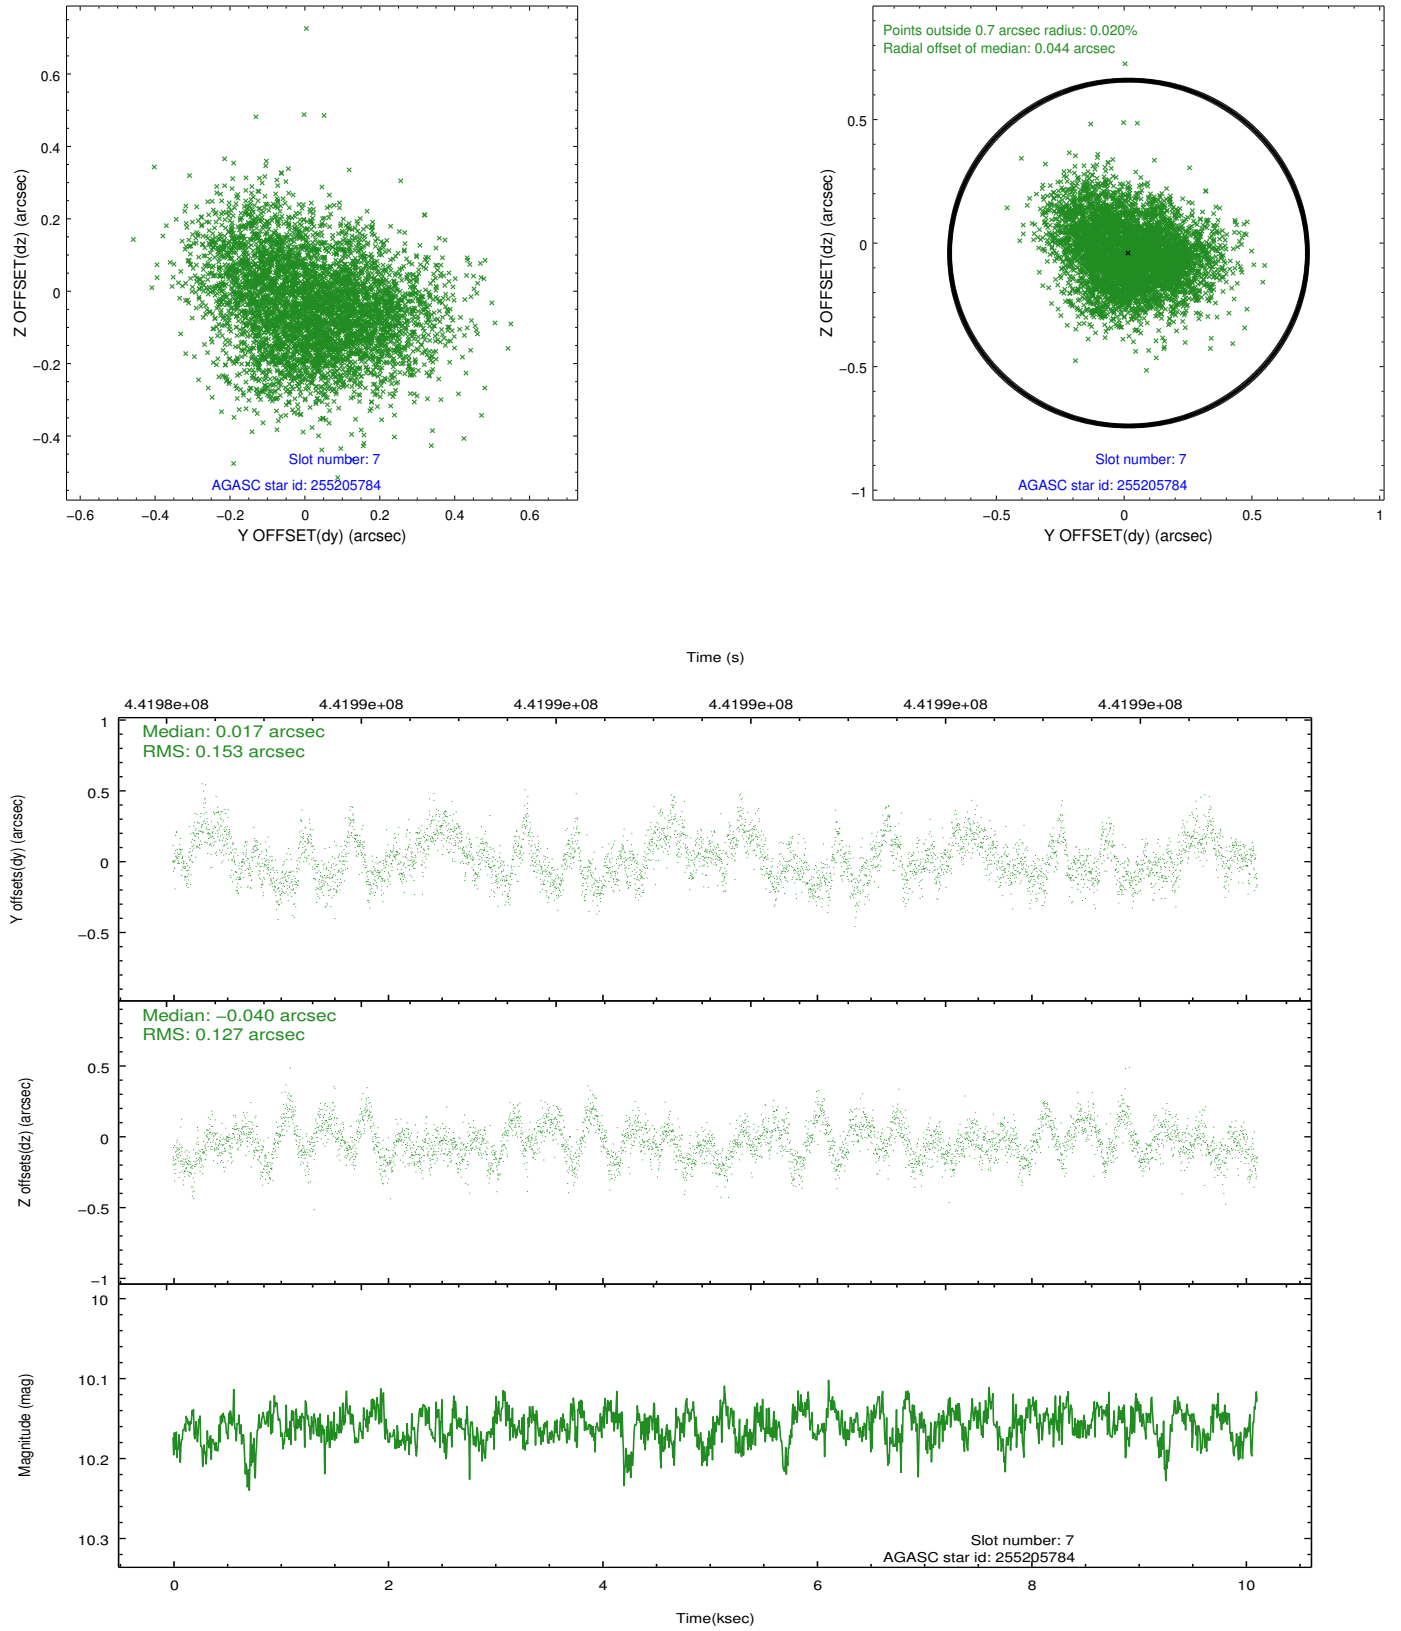 0.6
0.4
0.2
0
−0.2
−0.4
Z OFFSET(dz) (arcsec)
Slot number: 7
AGASC star id: 255205784
−0.6 −0.4 −0.2 0 0.2 0.4 0.6
Y OFFSET(dy) (arcsec)
Points outside 0.7 arcsec radius: 0.020%
Radial offset of median: 0.044 arcsec
0.5
0
−0.5
−1
Z OFFSET(dz) (arcsec)
Slot number: 7
AGASC star id: 255205784
−0.5 0 0.5 1
Y OFFSET(dy) (arcsec)
Time (s)
4.4198e+08 4.4199e+08 4.4199e+08 4.4199e+08 4.4199e+08 4.4199e+08
Median: 0.017 arcsec
RMS: 0.153 arcsec
1
0.5
0
−0.5
Y offsets(dy) (arcsec)
Median: −0.040 arcsec
RMS: 0.127 arcsec
0.5
0
−0.5
−1
Z offsets(dz) (arcsec)
10
10.1
10.2
10.3
Magnitude (mag)
Slot number: 7
AGASC star id: 255205784
0 2 4 6 8 10
Time(ksec)